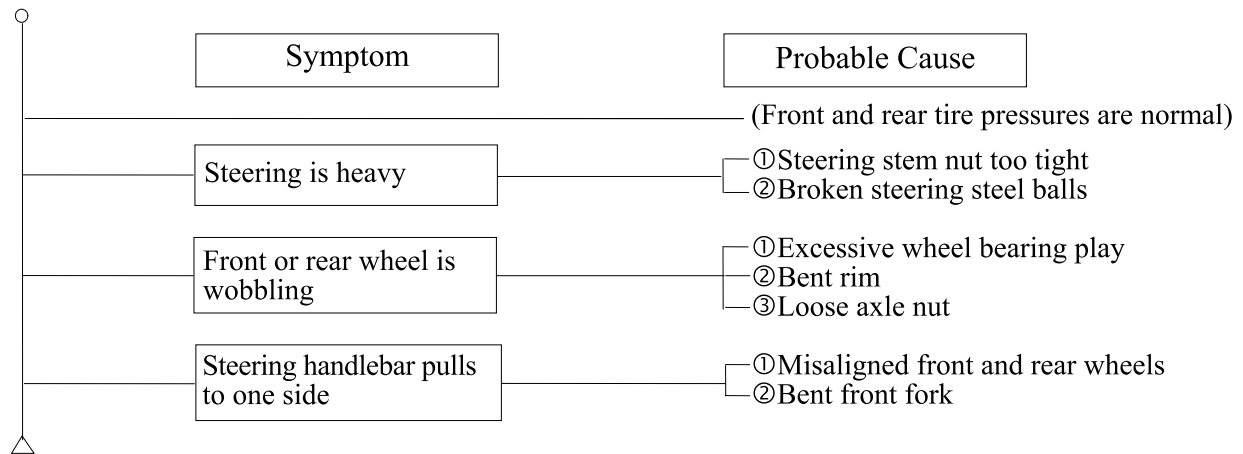 Symptom
Probable Cause
(Front and rear tire pressures are normal)
Steering is heavy
①Steering stem nut too tight
②Broken steering steel balls
Front or rear wheel is
wobbling
①Excessive wheel bearing play
②Bent rim
③Loose axle nut
Steering handlebar pulls
to one side
①Misaligned front and rear wheels
②Bent front fork